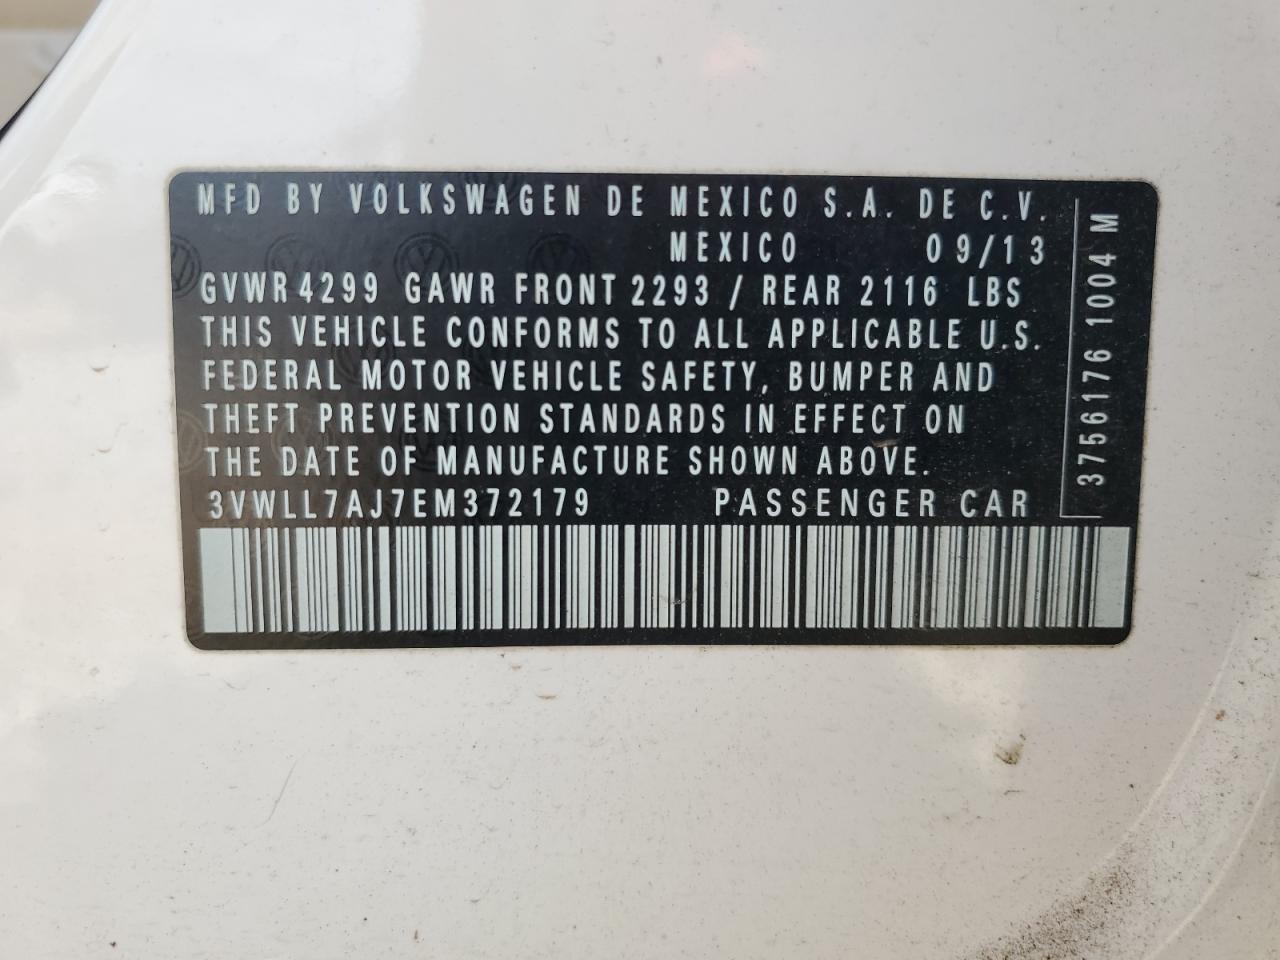 MFD BY VOLKSWAGEN DE MEXICO S.A. DE C.V.
MEXICO 09/13
GVWR 4299 GAWR FRONT 2293 / REAR 2116 LBS
THIS VEHICLE CONFORMS TO ALL APPLICABLE U.S.
FEDERAL MOTOR VEHICLE SAFETY, BUMPER AND
THEFT PREVENTION STANDARDS IN EFFECT ON
THE DATE OF MANUFACTURE SHOWN ABOVE.
3VWLL7AJ7EM372179 PASSENGER CAR
3756176 1004 M